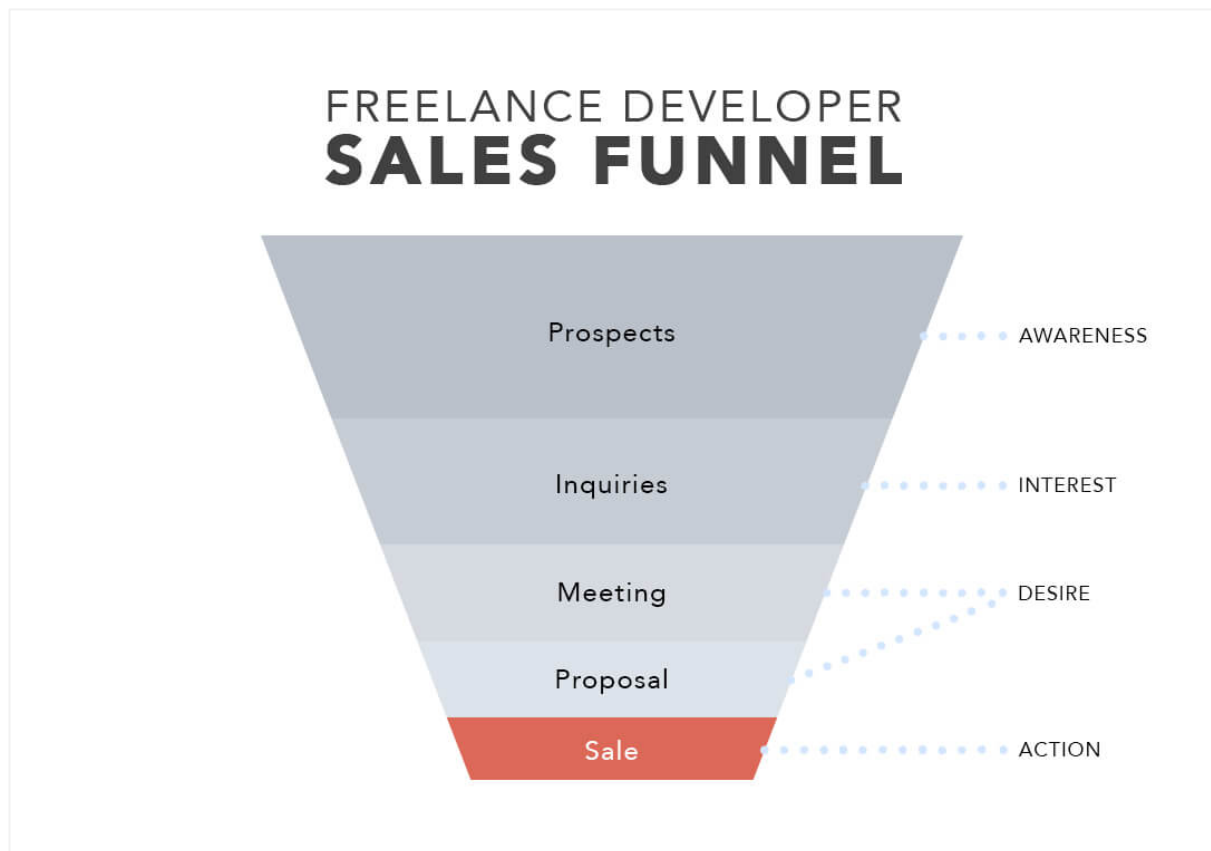 FREELANCE DEVELOPER
SALES FUNNEL
Prospects
AWARENESS
Inquiries
INTEREST
Meeting
DESIRE
Proposal
Sale
ACTION